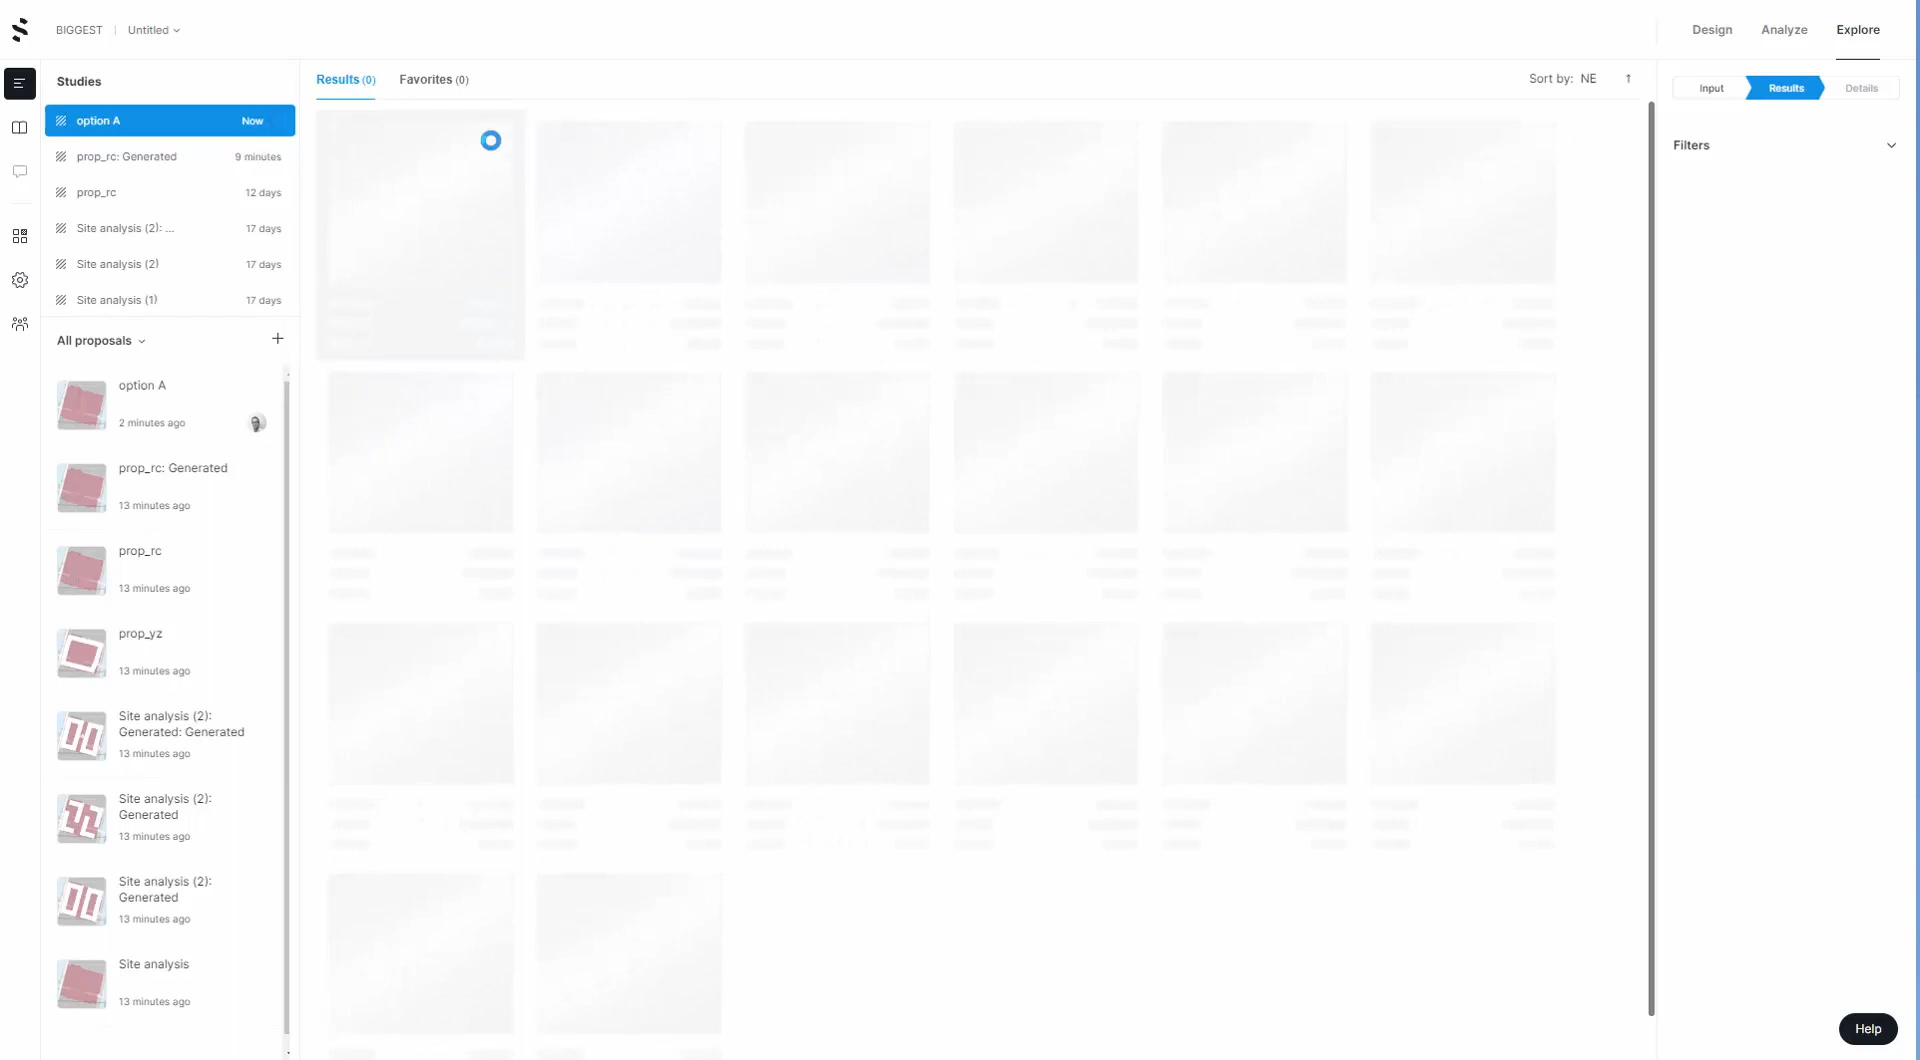 BIGGEST
Untitled
Design
Analyze
Explore
Studies
option A Now
prop_rc: Generated 9 minutes
prop_rc 12 days
Site analysis (2): ... 17 days
Site analysis (2) 17 days
Site analysis (1) 17 days
All proposals
option A
2 minutes ago
prop_rc: Generated
13 minutes ago
prop_rc
13 minutes ago
prop_yz
13 minutes ago
Site analysis (2):
Generated: Generated
13 minutes ago
Site analysis (2):
Generated
13 minutes ago
Site analysis (2):
Generated
13 minutes ago
Site analysis
13 minutes ago
Results (0)
Favorites (0)
Sort by: NE
Input
Results
Details
Filters
Help